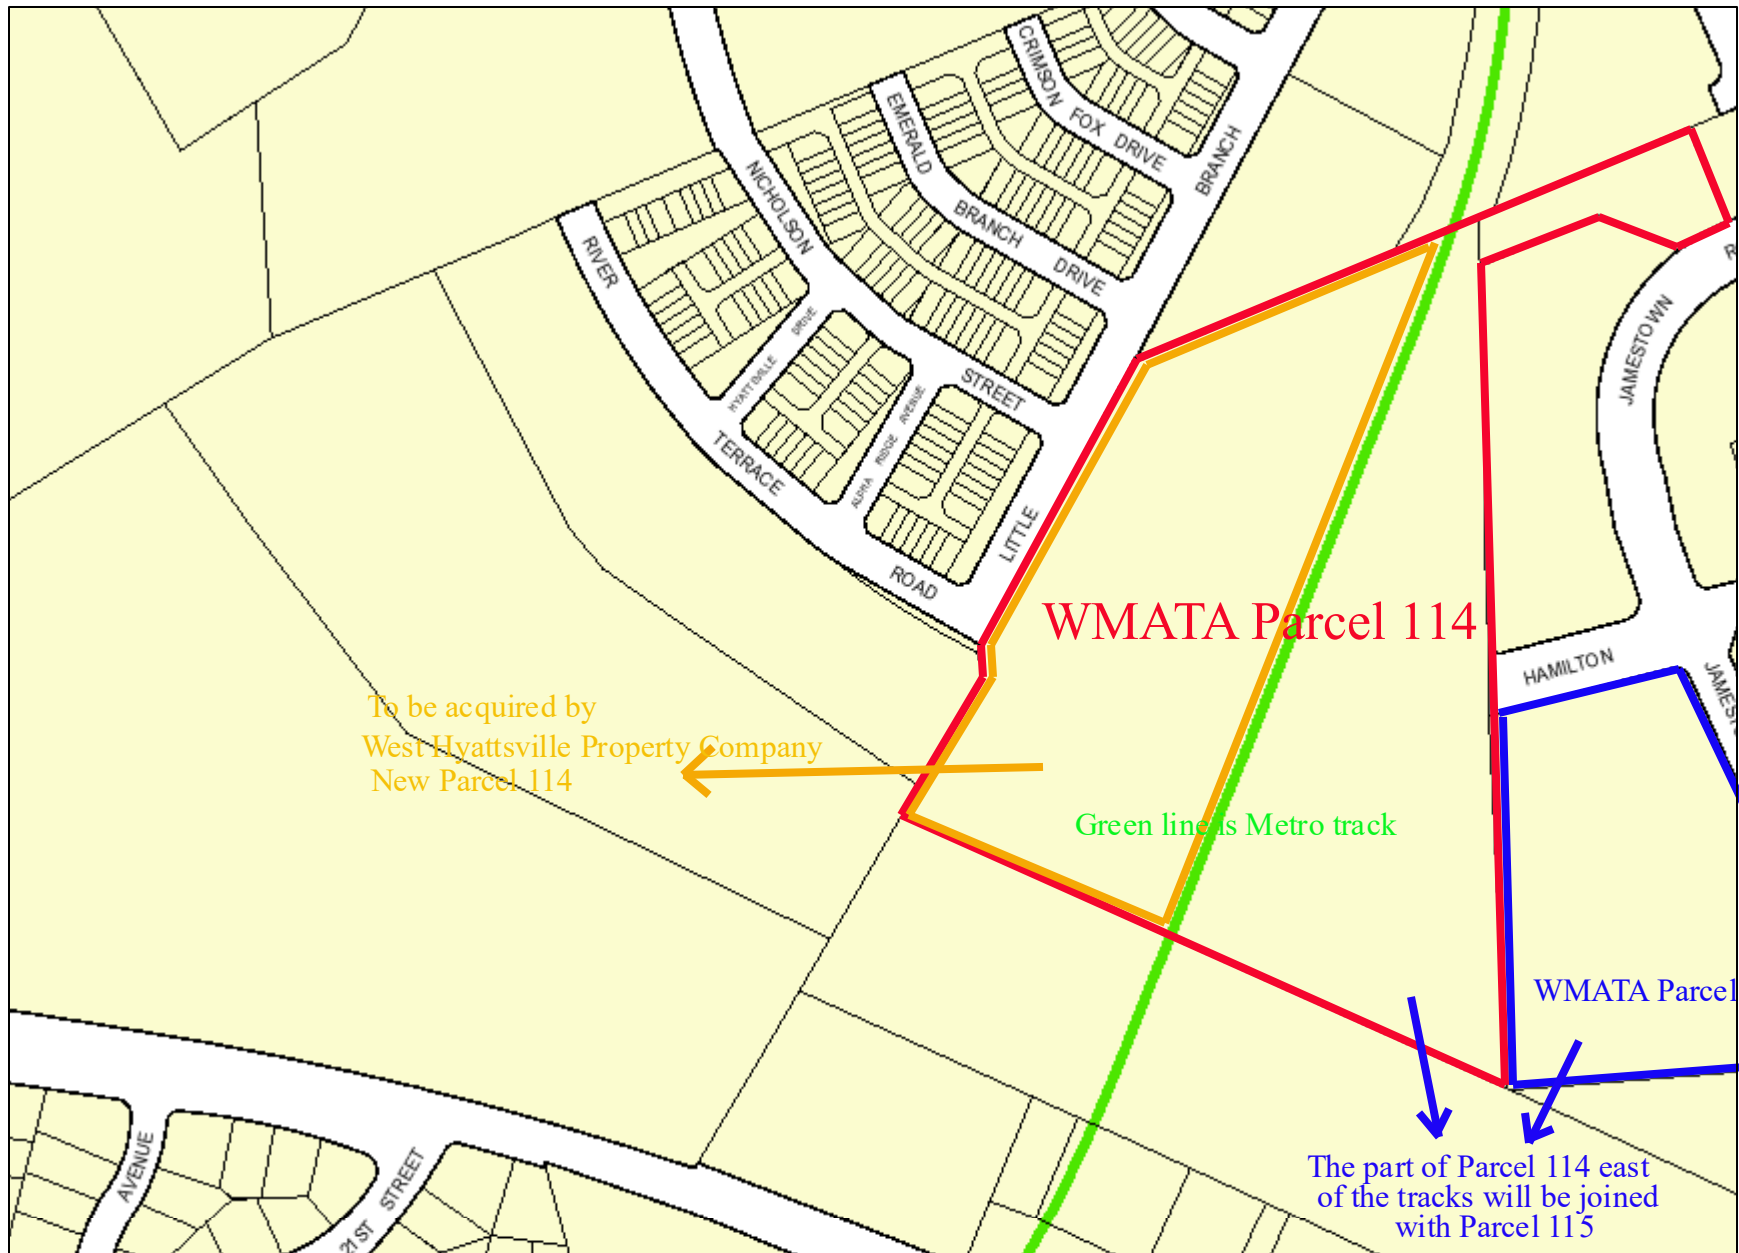 CRIMSON
FOX
DRIVE
EMERALD
BRANCH
DRIVE
BRANCH
NICHOLSON
STREET
RIVER
TERRACE
ROAD
HYATTSVILLE
DRIVE
ALPHA
RIDGE
AVENUE
LITTLE
JAMESTOWN
R
HAMILTON
WMATA Parcel 114
To be acquired by
West Hyattsville Property Company
New Parcel 114
Green line is Metro track
WMATA Parcel
The part of Parcel 114 east
of the tracks will be joined
with Parcel 115
AVENUE
21 ST
STREET